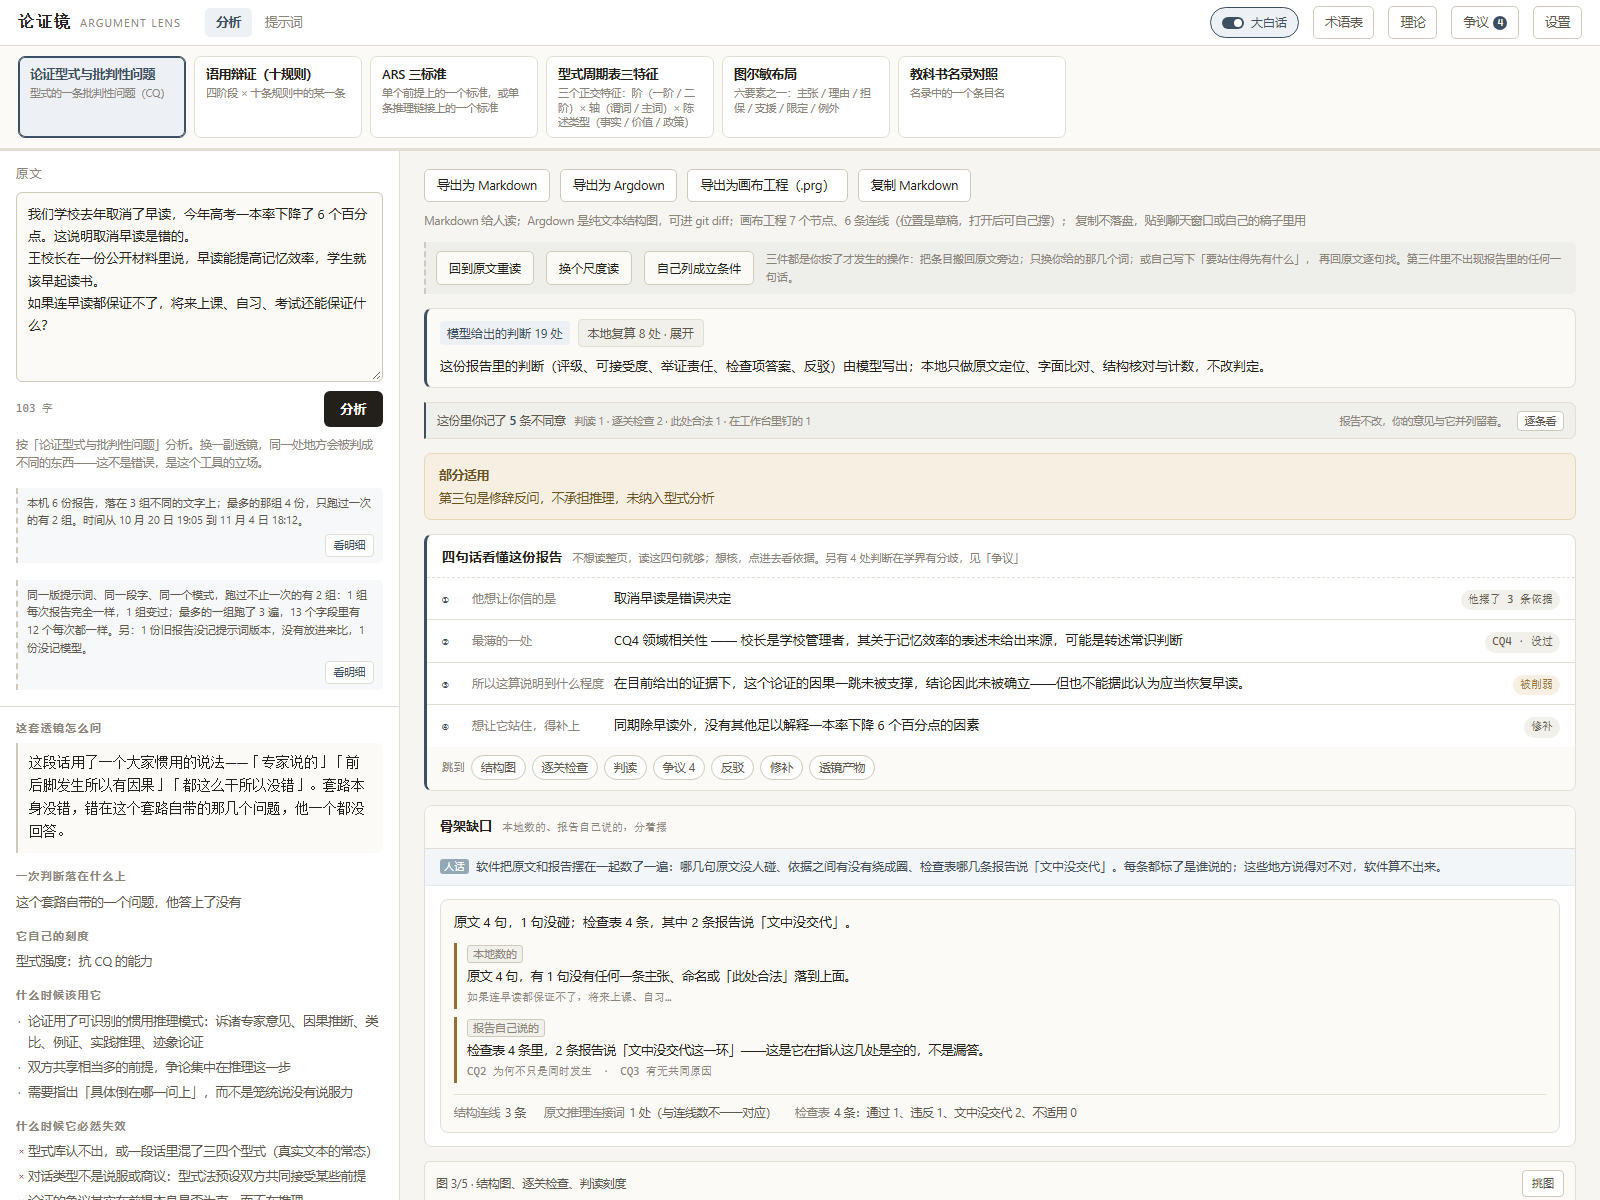 论证镜 ARGUMENT LENS 分析 提示词 大白话 术语表 理论 争议 4 设置
论证型式与批判性问题
型式的一条批判性问题（CQ）
语用辩证（十规则）
四阶段 × 十条规则中的某一条
ARS 三标准
单个前提上的一个标准，或单
条推理链接上的一个标准
型式周期表三特征
三个正交特征：阶（一阶 / 二
阶）× 轴（谓词 / 主词）× 陈
述类型（事实 / 价值 / 政策）
图尔敏布局
六要素之一：主张 / 理由 / 担
保 / 支援 / 限定 / 例外
教科书名录对照
名录中的一个条目名
原文
我们学校去年取消了早读，今年高考一本率下降了 6 个百分
点。这说明取消早读是错的。
王校长在一份公开材料里说，早读能提高记忆效率，学生就
该早起读书。
如果连早读都保证不了，将来上课、自习、考试还能保证什
么？
103 字
分析
按「论证型式与批判性问题」分析。换一副透镜，同一处地方会被判成
不同的东西——这不是错误，是这个工具的立场。
本机 6 份报告，落在 3 组不同的文字上；最多的那组 4 份，只跑过一次
的有 2 组。时间从 10 月 20 日 19:05 到 11 月 4 日 18:12。
看明细
同一版提示词、同一段字、同一个模式，跑过不止一次的有 2 组：1 组
每次报告完全一样，1 组变过；最多的一组跑了 3 遍，13 个字段里有
12 个每次都一样。另：1 份旧报告没记提示词版本，没有放进来比，1
份没记模型。
看明细
这套透镜怎么问
这段话用了一个大家惯用的说法——「专家说的」「前
后脚发生所以有因果」「都这么干所以没错」。套路本
身没错，错在这个套路自带的那几个问题，他一个都没
回答。
一次判断落在什么上
这个套路自带的一个问题，他答上了没有
它自己的刻度
型式强度：抗 CQ 的能力
什么时候该用它
· 论证用了可识别的惯用推理模式：诉诸专家意见、因果推断、类
比、例证、实践推理、迹象论证
· 双方共享相当多的前提，争论集中在推理这一步
· 需要指出「具体倒在哪一问上」，而不是笼统说没有说服力
什么时候它必然失效
× 型式库认不出，或一段话里混了三四个型式（真实文本的常态）
× 对话类型不是说服或商议：型式法预设双方共同接受某些前提
导出为 Markdown 导出为 Argdown 导出为画布工程（.prg） 复制 Markdown
Markdown 给人读；Argdown 是纯文本结构图，可进 git diff；画布工程 7 个节点、6 条连线（位置是草稿，打开后可自己摆）； 复制不落盘，贴到聊天窗口或自己的稿子里用
回到原文重读 换个尺度读 自己列成立条件
三件都是你按了才发生的操作：把条目搬回原文旁边；只换你给的那几个词；或自己写下「要站住得先有什么」，再回原文逐句找。第三件里不出现报告里的任何一
句话。
模型给出的判断 19 处 本地复算 8 处 · 展开
这份报告里的判断（评级、可接受度、举证责任、检查项答案、反驳）由模型写出；本地只做原文定位、字面比对、结构核对与计数，不改判定。
这份里你记了 5 条不同意 判读 1 · 逐关检查 2 · 此处合法 1 · 在工作台里钉的 1 报告不改，你的意见与它并列留着。 逐条看
部分适用
第三句是修辞反问，不承担推理，未纳入型式分析
四句话看懂这份报告 不想读整页，读这四句就够；想核，点进去看依据。另有 4 处判断在学界有分歧，见「争议」
① 他想让你信的是 取消早读是错误决定 他摆了 3 条依据
② 最薄的一处 CQ4 领域相关性 —— 校长是学校管理者，其关于记忆效率的表述未给出来源，可能是转述常识判断 CQ4 · 没过
③ 所以这算说明到什么程度 在目前给出的证据下，这个论证的因果一跳未被支撑，结论因此未被确立——但也不能据此认为应当恢复早读。 被削弱
④ 想让它站住，得补上 同期除早读外，没有其他足以解释一本率下降 6 个百分点的因素 修补
跳到 结构图 逐关检查 判读 争议 4 反驳 修补 透镜产物
骨架缺口 本地数的、报告自己说的，分着摆
人话 软件把原文和报告摆在一起数了一遍：哪几句原文没人碰、依据之间有没有绕成圈、检查表哪几条报告说「文中没交代」。每条都标了是谁说的；这些地方说得对不对，软件算不出来。
原文 4 句，1 句没碰；检查表 4 条，其中 2 条报告说「文中没交代」。
本地数的
原文 4 句，有 1 句没有任何一条主张、命名或「此处合法」落到上面。
如果连早读都保证不了，将来上课、自习…
报告自己说的
检查表 4 条里，2 条报告说「文中没交代这一环」——这是它在指认这几处是空的，不是漏答。
CQ2 为何不只是同时发生 · CQ3 有无共同原因
结构连线 3 条 原文推理连接词 1 处（与连线数不一一对应） 检查表 4 条：通过 1、违反 1、文中没交代 2、不适用 0
图 3/5 · 结构图、逐关检查、判读刻度 挑图